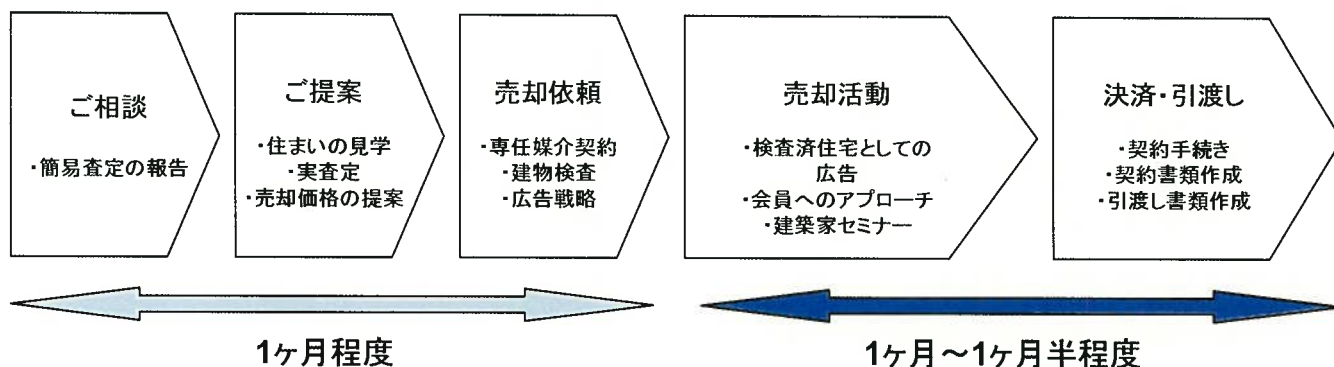 ご相談
・簡易査定の報告
ご提案
・住まいの見学
・実査定
・売却価格の提案
売却依頼
・専任媒介契約
・建物検査
・広告戦略
売却活動
・検査済住宅としての
広告
・会員へのアプローチ
・建築家セミナー
決済・引渡し
・契約手続き
・契約書類作成
・引渡し書類作成
1ヶ月程度
1ヶ月～1ヶ月半程度